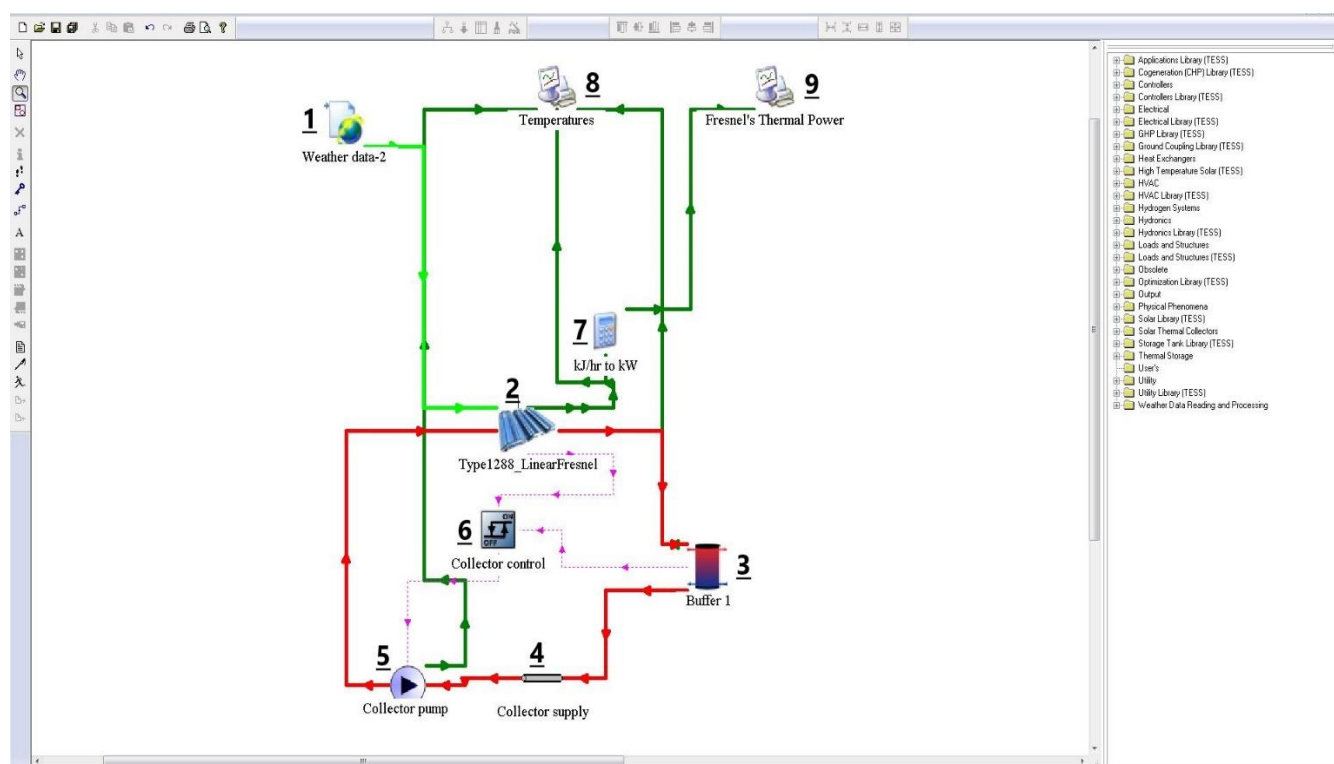 1
Weather data-2
8
Temperatures
9
Fresnel's Thermal Power
7
kJ/hr to kW
2
Type1288_LinearFresnel
6
ON
OFF
Collector control
3
Buffer 1
5
Collector pump
4
Collector supply
A
Applications Library (TESS)
Cogeneration (CHP) Library (TESS)
Controllers
Controllers Library (TESS)
Electrical
Electrical Library (TESS)
GHP Library (TESS)
Ground Coupling Library (TESS)
Heat Exchangers
High Temperature Solar (TESS)
HVAC
HVAC Library (TESS)
Hydrogen Systems
Hydronics
Hydronics Library (TESS)
Loads and Structures
Loads and Structures (TESS)
Obsolete
Optimization Library (TESS)
Output
Physical Phenomena
Solar Library (TESS)
Solar Thermal Collectors
Storage Tank Library (TESS)
Thermal Storage
User's
Utility
Utility Library (TESS)
Weather Data Reading and Processing